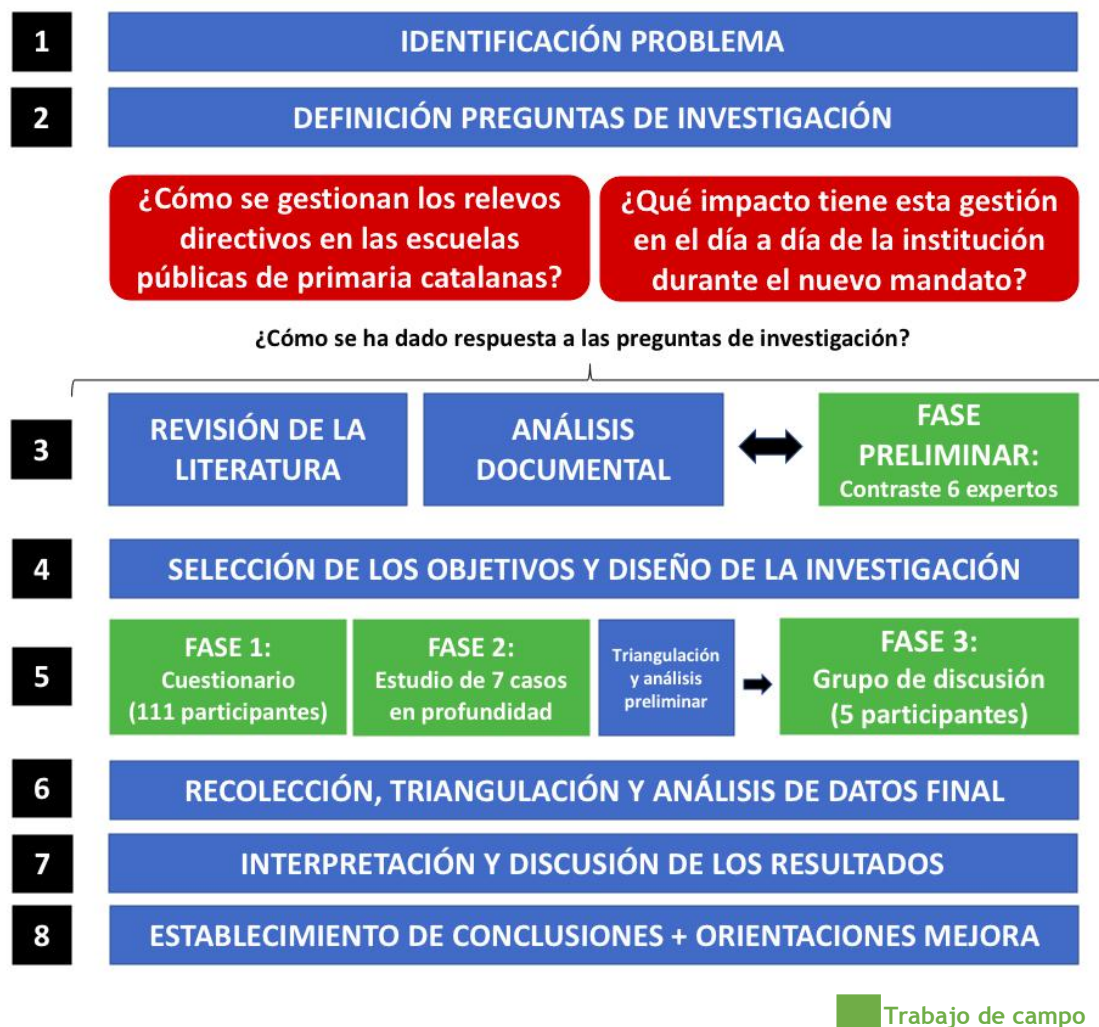 1
IDENTIFICACIÓN PROBLEMA
2
DEFINICIÓN PREGUNTAS DE INVESTIGACIÓN
¿Cómo se gestionan los relevos
directivos en las escuelas
públicas de primaria catalanas?
¿Qué impacto tiene esta gestión
en el día a día de la institución
durante el nuevo mandato?
¿Cómo se ha dado respuesta a las preguntas de investigación?
3
REVISIÓN DE LA
LITERATURA
ANÁLISIS
DOCUMENTAL
FASE
PRELIMINAR:
Contraste 6 expertos
4
SELECCIÓN DE LOS OBJETIVOS Y DISEÑO DE LA INVESTIGACIÓN
5
FASE 1:
Cuestionario
(111 participantes)
FASE 2:
Estudio de 7 casos
en profundidad
Triangulación
y análisis
preliminar
FASE 3:
Grupo de discusión
(5 participantes)
6
RECOLECCIÓN, TRIANGULACIÓN Y ANÁLISIS DE DATOS FINAL
7
INTERPRETACIÓN Y DISCUSIÓN DE LOS RESULTADOS
8
ESTABLECIMIENTO DE CONCLUSIONES + ORIENTACIONES MEJORA
Trabajo de campo